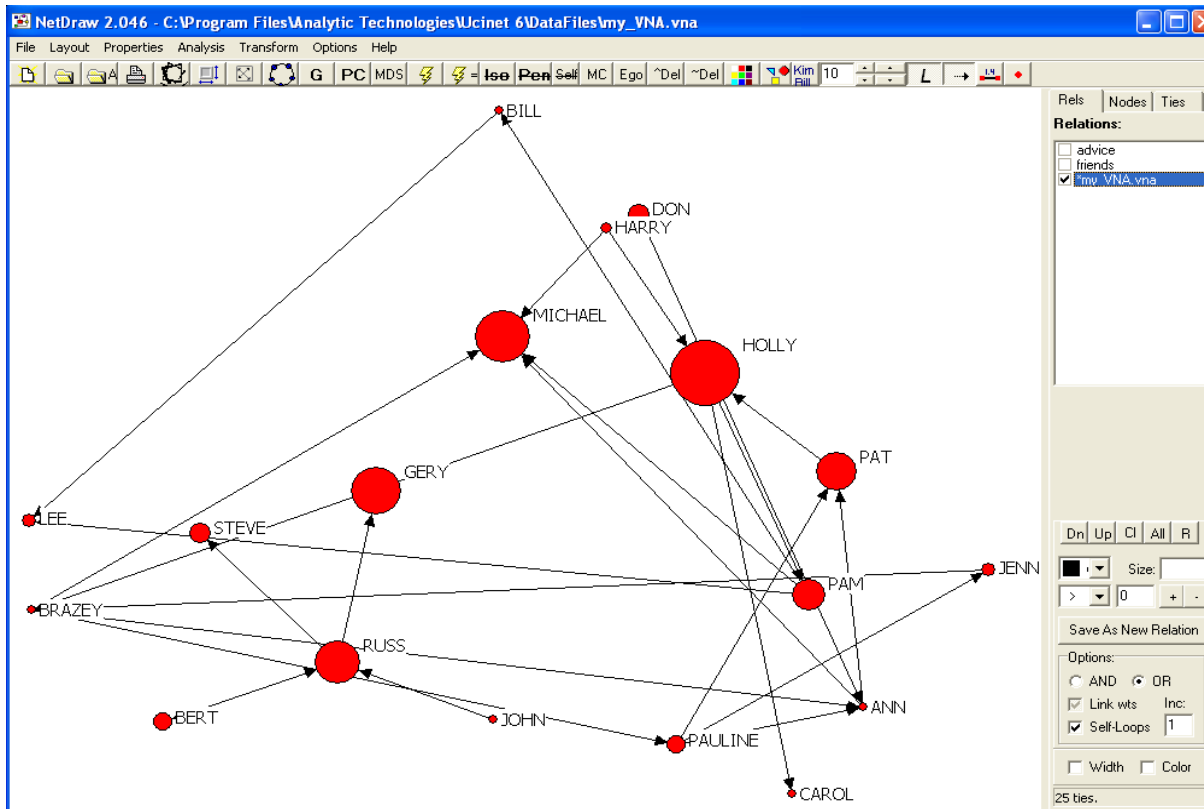 NetDraw 2.046 - C:\Program Files\Analytic Technologies\Ucinet 6\DataFiles\my_VNA.vna
File Layout Properties Analysis Transform Options Help
A G PC MDS = Iso Pen Self MC Ego ^Del ~Del Kim Bill 10 L
Rels Nodes Ties
Relations:
advice
friends
*my_VNA.vna
BILL
DON
HARRY
MICHAEL
HOLLY
PAT
GERY
LEE
STEVE
JENN
PAM
BRAZEY
RUSS
ANN
BERT
JOHN
PAULINE
CAROL
Dn Up Cl All R
Size:
> 0 + -
Save As New Relation
Options:
AND OR
Link wts Inc:
Self-Loops 1
Width Color
25 ties.